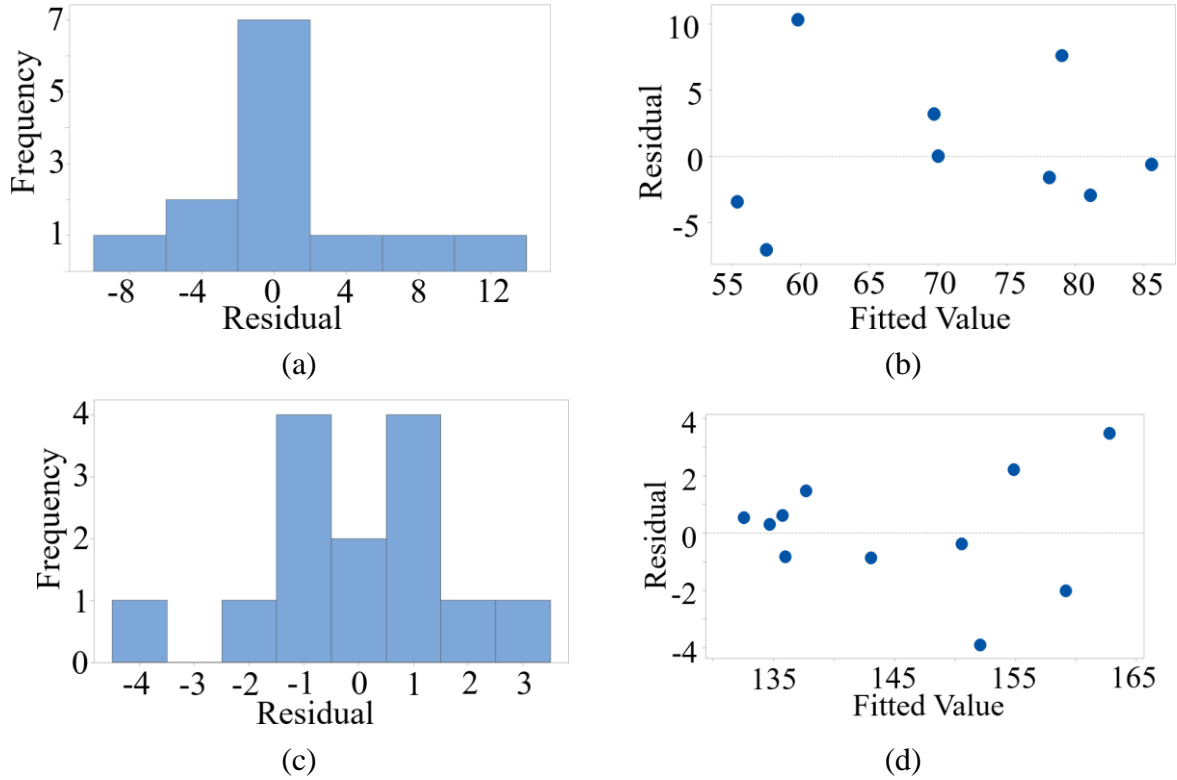 Frequency
7
5
3
1
-8 -4 0 4 8 12
Residual
(a)
Residual
10
5
0
-5
55 60 65 70 75 80 85
Fitted Value
(b)
Frequency
4
3
2
1
0
-4 -3 -2 -1 0 1 2 3
Residual
(c)
Residual
4
2
0
-2
-4
135 145 155 165
Fitted Value
(d)